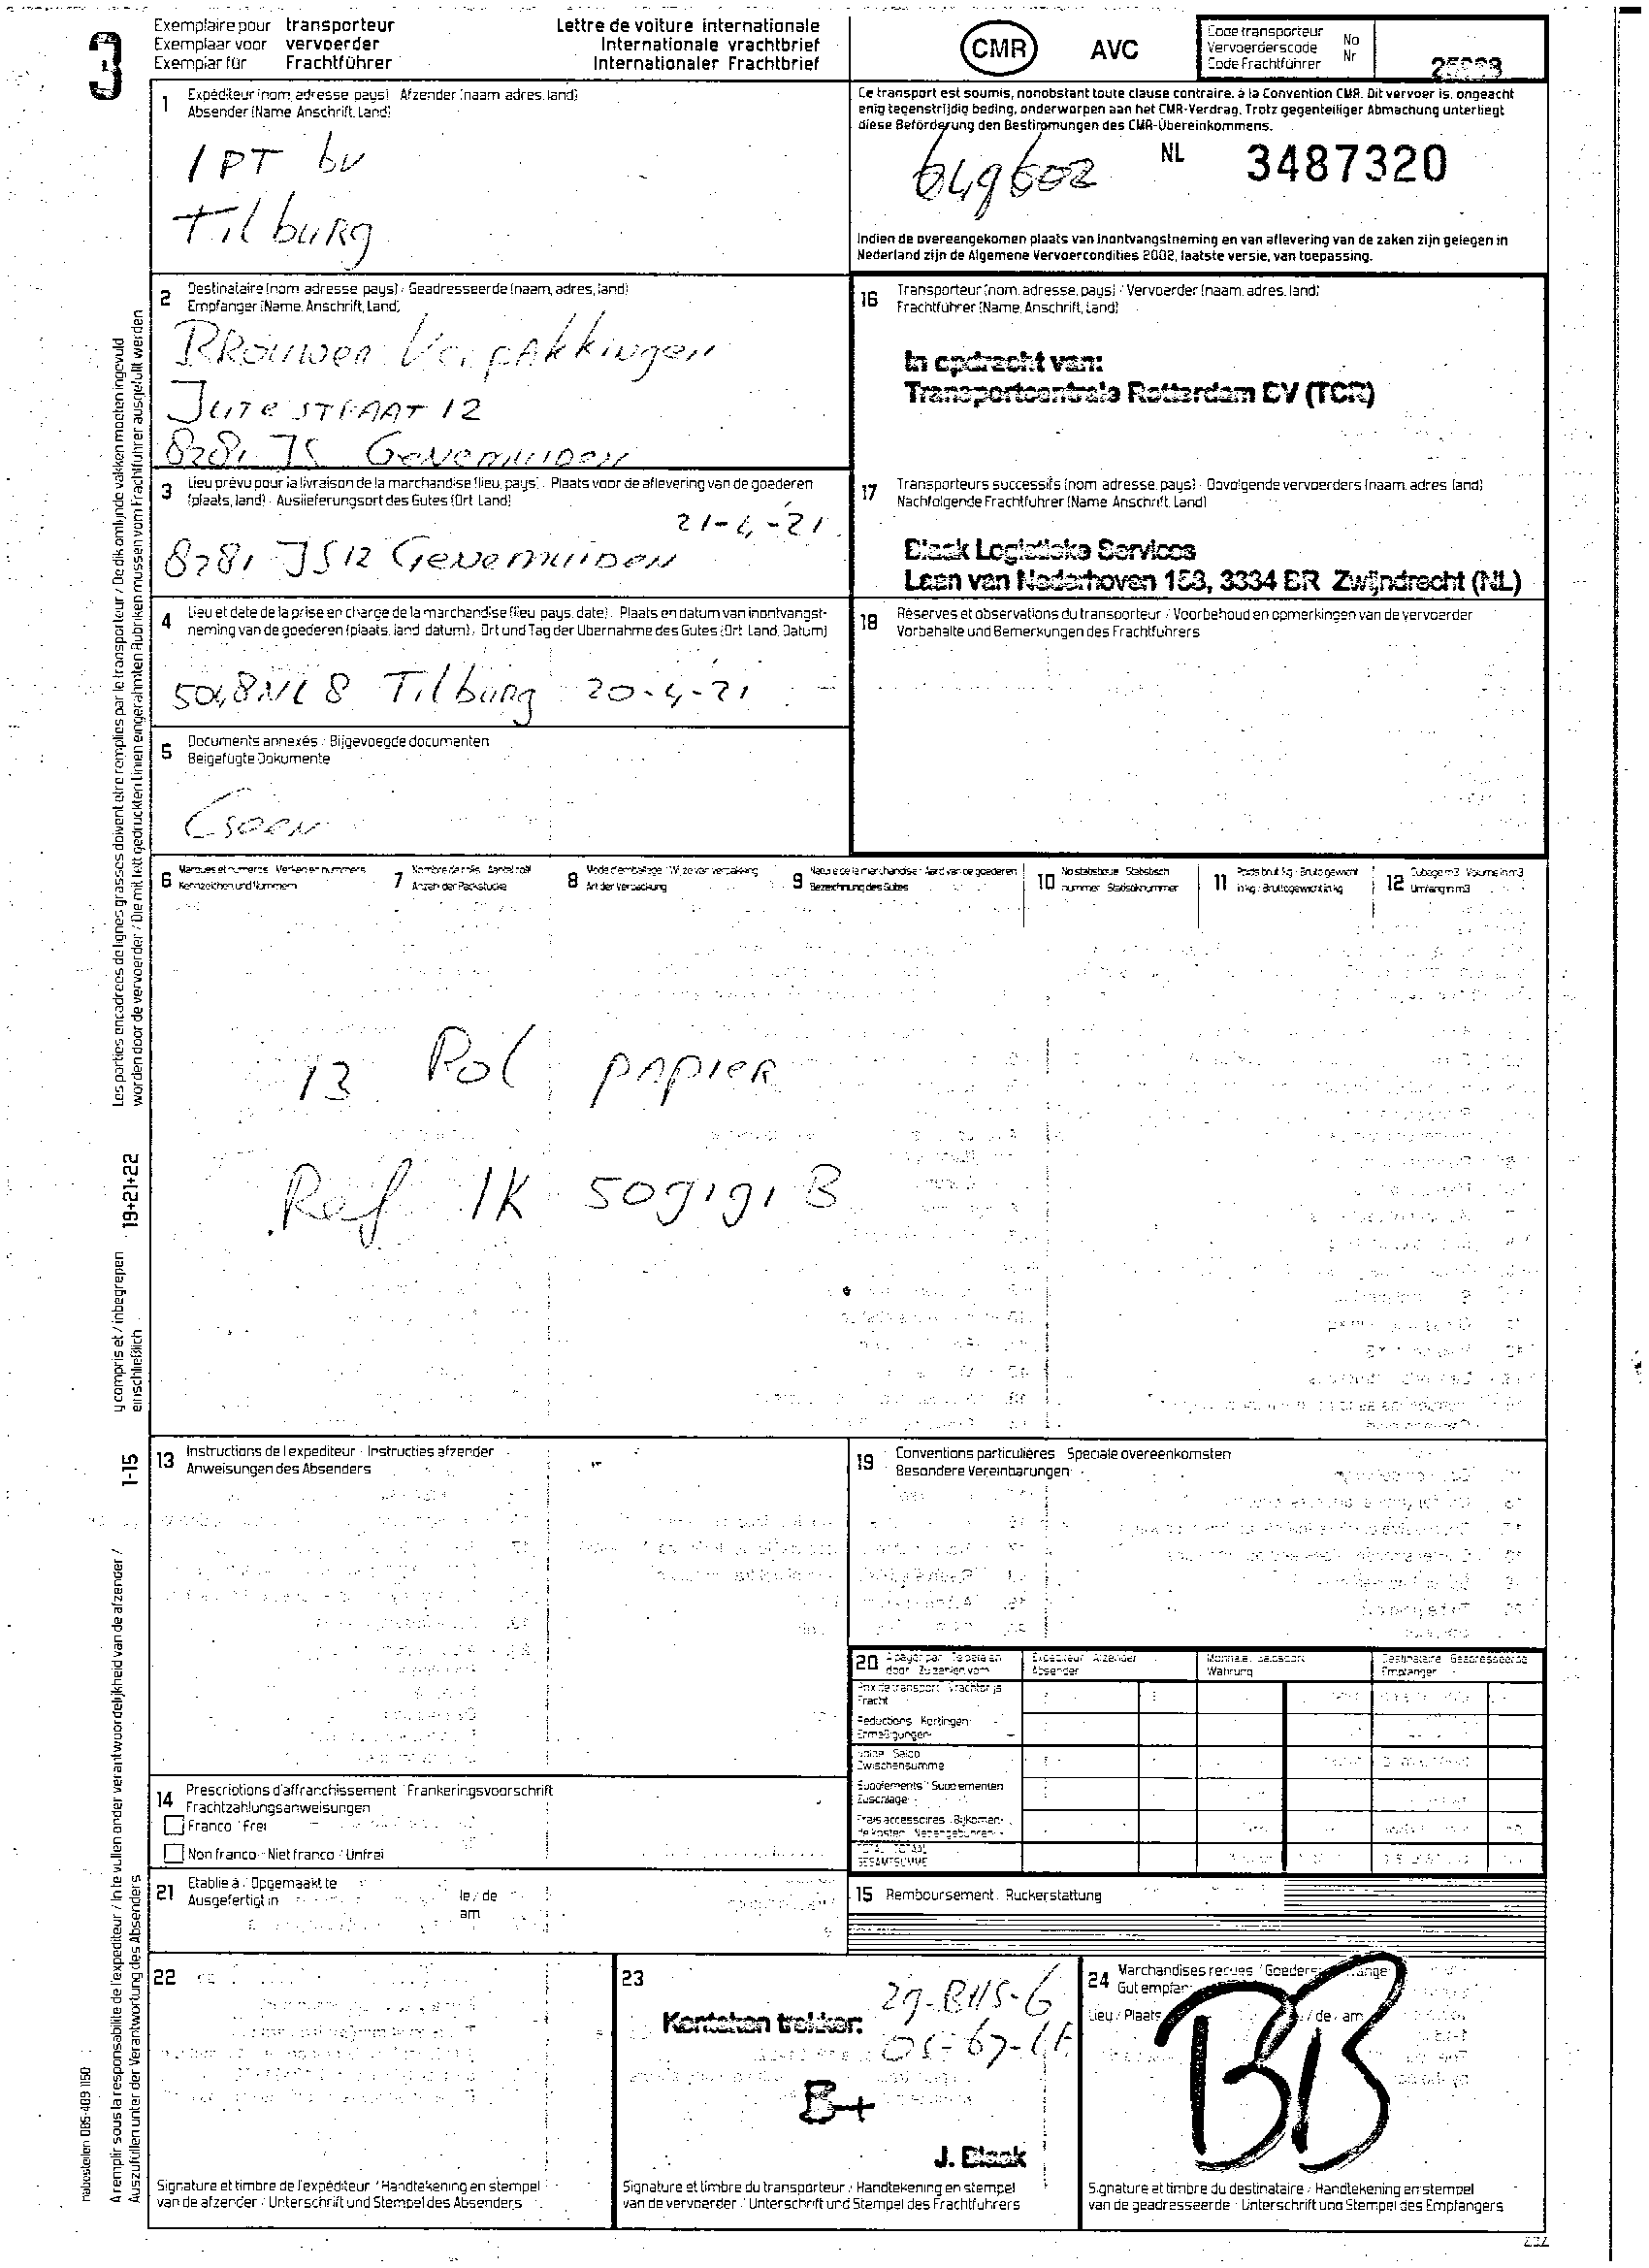 3
Exemplaire pour transporteur
Exemplaar voor vervoerder
Exemplar für Frachtführer
Lettre de voiture internationale
Internationale vrachtbrief
Internationaler Frachtbrief
CMR AVC
Code transporteur
Vervoerderscode
Code Frachtführer
No
Nr
1 Expéditeur (nom, adresse, pays) Afzender (naam, adres, land)
Absender (Name, Anschrift, Land)
IPT bv
Tilburg
Ce transport est soumis, nonobstant toute clause contraire, à la Convention CMR. Dit vervoer is, ongeacht
enig tegenstrijdig beding, onderworpen aan het CMR-Verdrag. Trotz gegenteiliger Abmachung unterliegt
diese Beförderung den Bestimmungen des CMR-Übereinkommens.
649602 NL 3487320
Indien de overeengekomen plaats van inontvangstneming en van aflevering van de zaken zijn gelegen in
Nederland zijn de Algemene Vervoercondities 2002, laatste versie, van toepassing.
2 Destinataire (nom, adresse, pays) / Geadresseerde (naam, adres, land)
Empfänger (Name, Anschrift, Land)
BRouwer VerpAkkingen
JuTe STRAAT 12
8281 JS Genemuiden
16 Transporteur (nom, adresse, pays) / Vervoerder (naam, adres, land)
Frachtführer (Name, Anschrift, Land)
In opdracht van:
Transportcentrale Rotterdam BV (TCR)
3 Lieu prévu pour la livraison de la marchandise (lieu, pays) / Plaats voor de aflevering van de goederen
(plaats, land) / Auslieferungsort des Gutes (Ort, Land)
21-4-21
8281 JS 12 Genemuiden
17 Transporteurs successifs (nom, adresse, pays) / Opvolgende vervoerders (naam, adres, land)
Nachfolgende Frachtführer (Name, Anschrift, Land)
Blaak Logistieke Services
Laan van Nederhoven 153, 3334 BR Zwijndrecht (NL)
4 Lieu et date de la prise en charge de la marchandise (lieu, pays, date) / Plaats en datum van inontvangst-
neming van de goederen (plaats, land, datum) / Ort und Tag der Übernahme des Gutes (Ort, Land, Datum)
5048NL 8 Tilburg 20-4-21
18 Réserves et observations du transporteur / Voorbehoud en opmerkingen van de vervoerder
Vorbehalte und Bemerkungen des Frachtführers
5 Documents annexés / Bijgevoegde documenten
Beigefügte Dokumente
6 Marques et numéros Merken en nummers
Kennzeichen und Nummern
7 Nombre de colis Aantal colli
Anzahl der Packstücke
8 Mode d'emballage Wijze van verpakking
Art der Verpackung
9 Nature de la marchandise Aard van de goederen
Bezeichnung des Gutes
10 No statistique Statistisch
nummer Statistiknummer
11 Poids brut, kg Bruto gewicht
in kg Bruttogewicht in kg
12 Cubage m3 Volume in m3
Umfang in m3
13 Rol papier
Ref IK 509191 B
13 Instructions de l'expéditeur / Instructies afzender
Anweisungen des Absenders
19 Conventions particulières Speciale overeenkomsten
Besondere Vereinbarungen
20 A payer par Te betalen
door Zu zahlen vom
Expéditeur Afzender
Absender
Währung
Destinataire Geadresseerde
Empfänger
Prix de transport Vrachtprijs
Fracht
Réductions Kortingen
Ermäßigungen
Solde Saldo
Zwischensumme
Suppléments Supplementen
Zuschläge
Frais accessoires Bijkomen-
de kosten Nebengebühren
GESAMTSUMME
14 Prescriptions d'affranchissement / Frankeringsvoorschrift
Frachtzahlungsanweisungen
Franco / Frei
Non franco / Niet franco / Unfrei
21 Etablie à / Opgemaakt te
Ausgefertigt in
le / de
am
15 Remboursement / Rückerstattung
22
23
Kenteken trekker:
B+
J. Blaak
24 Marchandises reçues / Goederen
Gut empfangen
Lieu / Plaats
/ de / am
BB
Signature et timbre de l'expéditeur / Handtekening en stempel
van de afzender / Unterschrift und Stempel des Absenders
Signature et timbre du transporteur / Handtekening en stempel
van de vervoerder / Unterschrift und Stempel des Frachtführers
Signature et timbre du destinataire / Handtekening en stempel
van de geadresseerde / Unterschrift und Stempel des Empfängers
Les parties encadrées de lignes grasses doivent être remplies par le transporteur / De dik omlijnde vakken moeten ingevuld
worden door de vervoerder / Die mit fett gedruckten Linien eingerahmten Rubriken müssen vom Frachtführer ausgefüllt werden
19+21+22
y compris et / inbegrepen
einschließlich
1-15
A remplir sous la responsabilité de l'expéditeur / In te vullen onder verantwoordelijkheid van de afzender /
Auszufüllen unter der Verantwortung des Absenders
nabestellen 085-489 1150